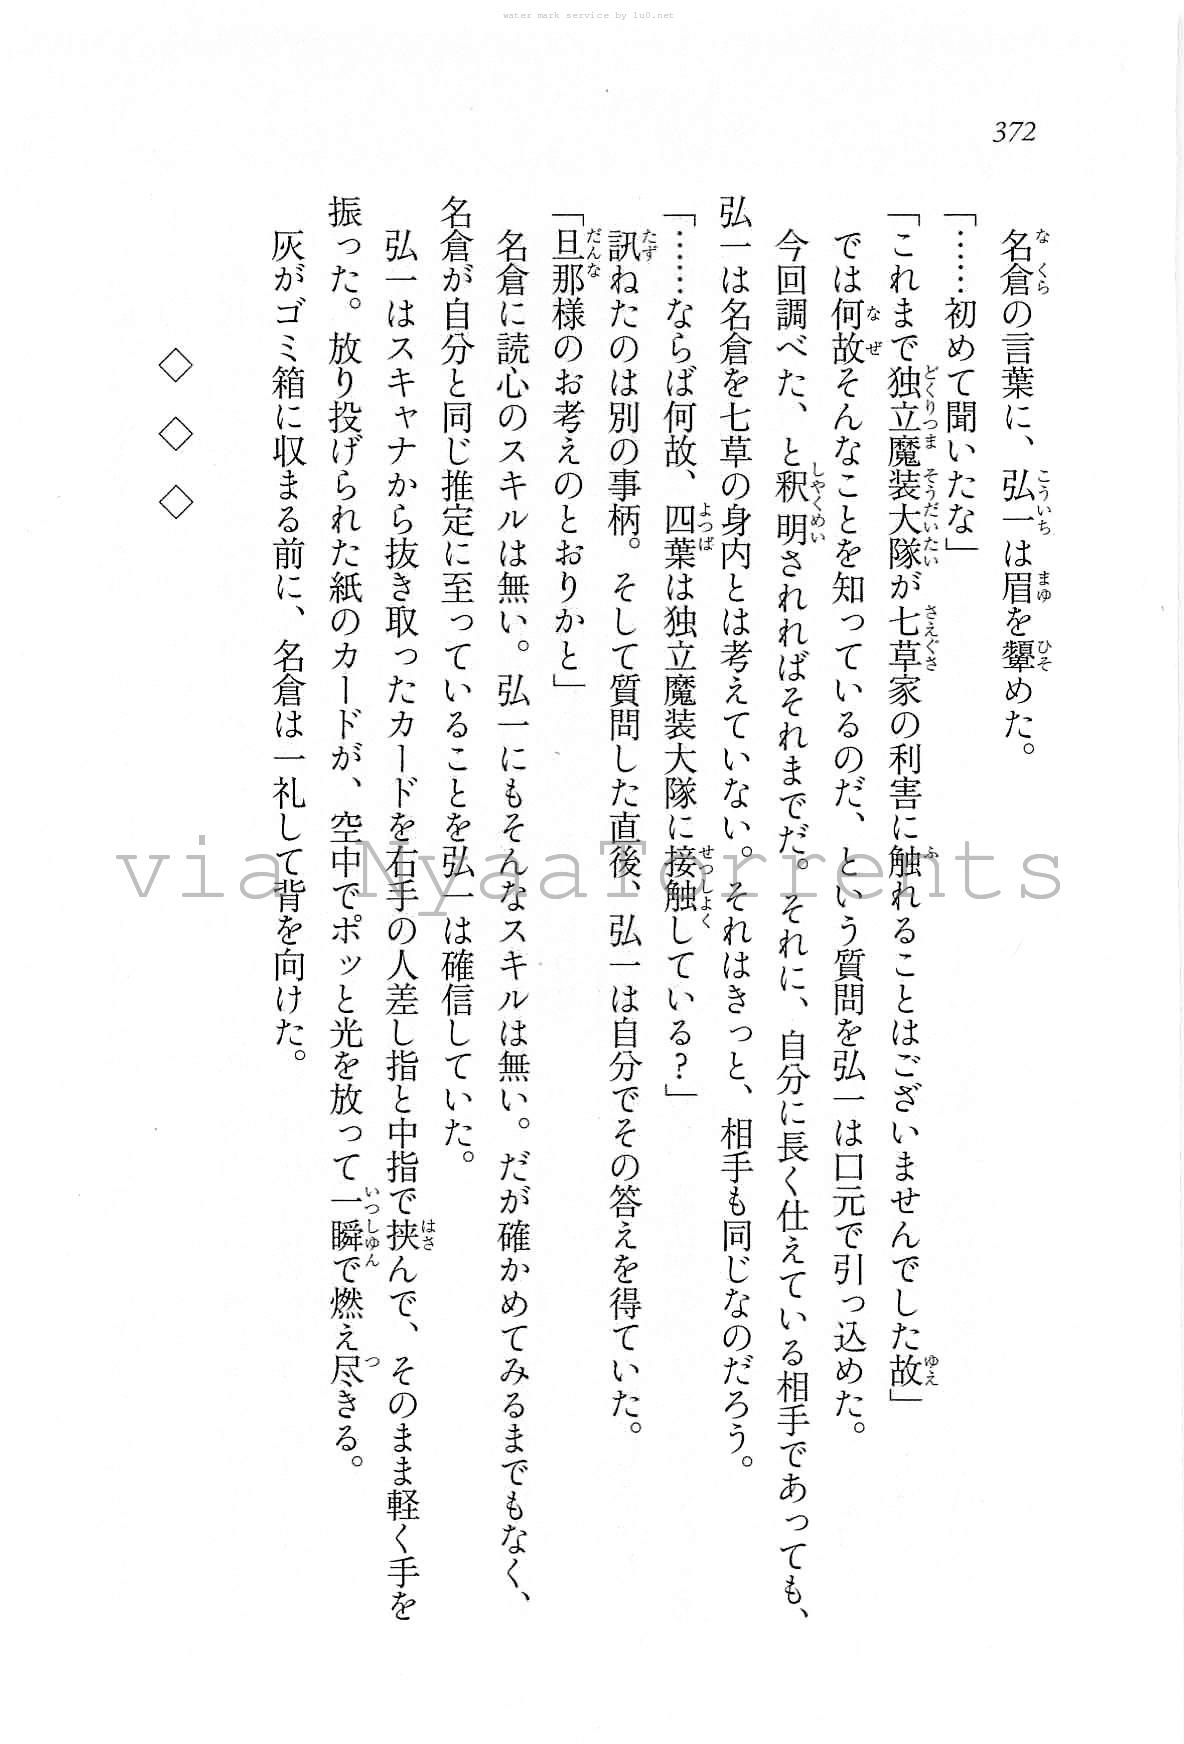 water mark service by lu0.net
372
名倉の言葉に、弘一は眉を顰めた。
「……初めて聞いたな」
「これまで独立魔装大隊が七草家の利害に触れることはございませんでした故」
では何故そんなことを知っているのだ、という質問を弘一は口元で引っ込めた。
今回調べた、と釈明されればそれまでだ。それに、自分に長く仕えている相手であっても、
弘一は名倉を七草の身内とは考えていない。それはきっと、相手も同じなのだろう。
「……ならば何故、四葉は独立魔装大隊に接触している？」
訊ねたのは別の事柄。そして質問した直後、弘一は自分でその答えを得ていた。
「旦那様のお考えのとおりかと」
名倉に読心のスキルは無い。弘一にもそんなスキルは無い。だが確かめてみるまでもなく、
名倉が自分と同じ推定に至っていることを弘一は確信していた。
弘一はスキャナから抜き取ったカードを右手の人差し指と中指で挟んで、そのまま軽く手を
振った。放り投げられた紙のカードが、空中でポッと光を放って一瞬で燃え尽きる。
灰がゴミ箱に収まる前に、名倉は一礼して背を向けた。
◇ ◇ ◇
via NyaaTorrents